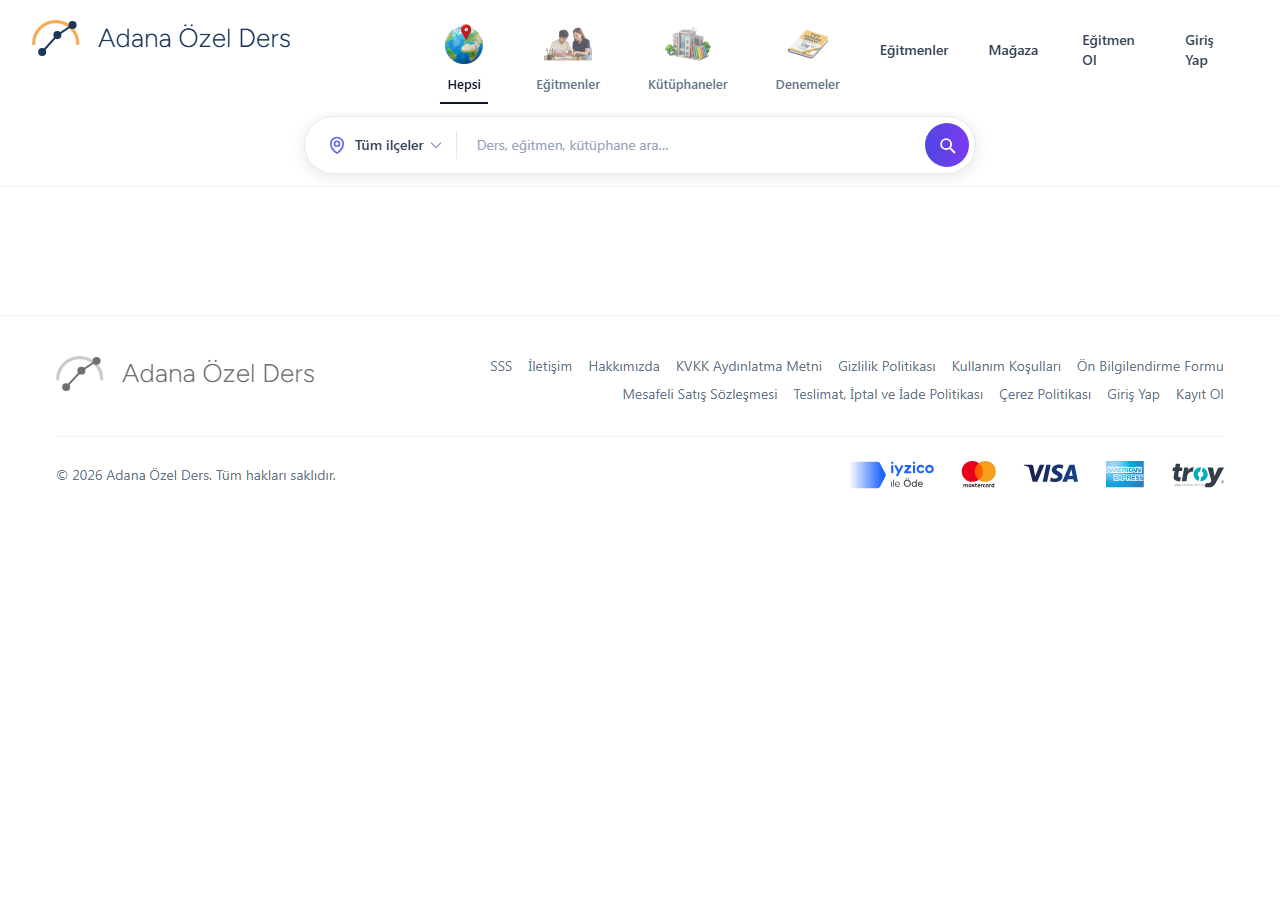 Adana Özel Ders
Hepsi
Eğitmenler
Kütüphaneler
Denemeler
Eğitmenler
Mağaza
Eğitmen
Ol
Giriş
Yap
Tüm ilçeler
Ders, eğitmen, kütüphane ara...
Adana Özel Ders
SSS İletişim Hakkımızda KVKK Aydınlatma Metni Gizlilik Politikası Kullanım Koşulları Ön Bilgilendirme Formu
Mesafeli Satış Sözleşmesi Teslimat, İptal ve İade Politikası Çerez Politikası Giriş Yap Kayıt Ol
© 2026 Adana Özel Ders. Tüm hakları saklıdır.
iyzico
ile Öde
mastercard
VISA
AMERICAN
EXPRESS
troy